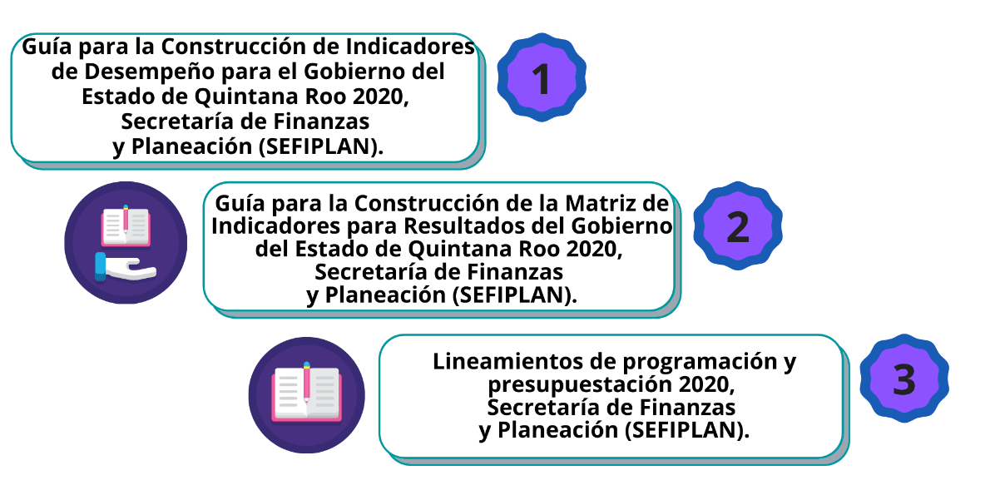 Guía para la Construcción de Indicadores
de Desempeño para el Gobierno del
Estado de Quintana Roo 2020,
Secretaría de Finanzas
y Planeación (SEFIPLAN).
1
Guía para la Construcción de la Matriz de
Indicadores para Resultados del Gobierno
del Estado de Quintana Roo 2020,
Secretaría de Finanzas
y Planeación (SEFIPLAN).
2
Lineamientos de programación y
presupuestación 2020,
Secretaría de Finanzas
y Planeación (SEFIPLAN).
3